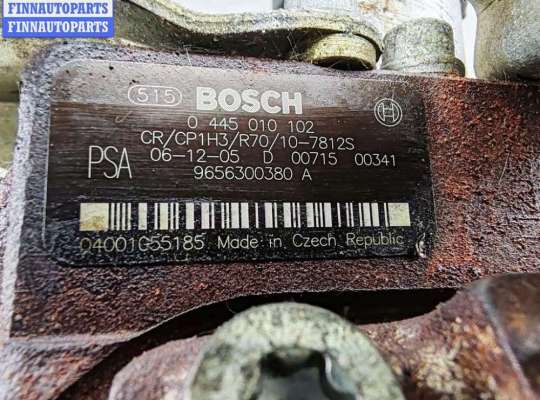 FINNAUTOPARTS
FINNAUTOPARTS
515 BOSCH
0 445 010 102
CR/CP1H3/R70/10-7812S
PSA 06-12-05 D 00715 00341
9656300380 A
04001G55185 Made in Czech Republic